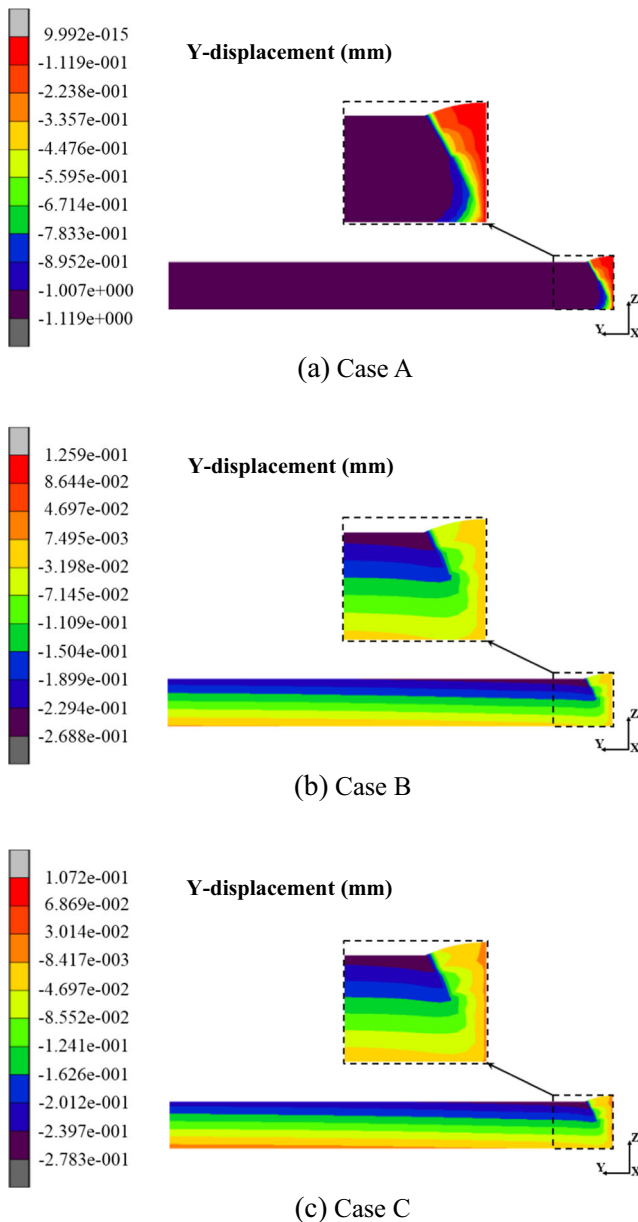 9.992e-015
-1.119e-001
-2.238e-001
-3.357e-001
-4.476e-001
-5.595e-001
-6.714e-001
-7.833e-001
-8.952e-001
-1.007e+000
-1.119e+000
Y-displacement (mm)
Z
Y
X
(a) Case A
1.259e-001
8.644e-002
4.697e-002
7.495e-003
-3.198e-002
-7.145e-002
-1.109e-001
-1.504e-001
-1.899e-001
-2.294e-001
-2.688e-001
Y-displacement (mm)
Z
Y
X
(b) Case B
1.072e-001
6.869e-002
3.014e-002
-8.417e-003
-4.697e-002
-8.552e-002
-1.241e-001
-1.626e-001
-2.012e-001
-2.397e-001
-2.783e-001
Y-displacement (mm)
Z
Y
X
(c) Case C